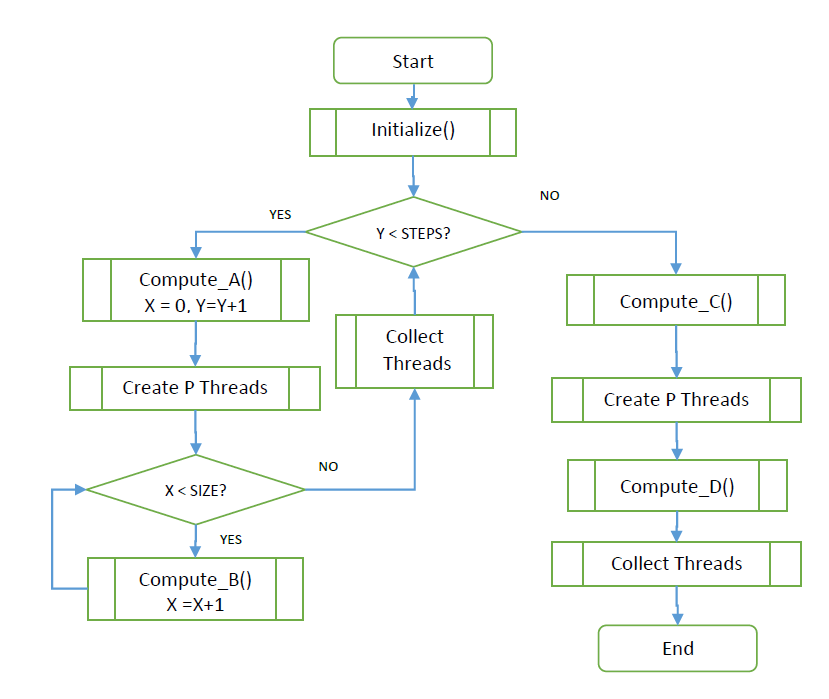 Start
Initialize()
YES
NO
Y < STEPS?
Compute_A()
X = 0, Y=Y+1
Create P Threads
X < SIZE?
NO
YES
Compute_B()
X =X+1
Collect
Threads
Compute_C()
Create P Threads
Compute_D()
Collect Threads
End